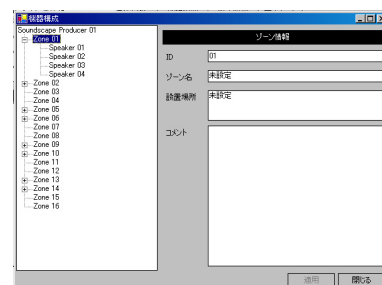 機器構成
Soundscape Producer 01
Zone 01
Speaker 01
Speaker 02
Speaker 03
Speaker 04
Zone 02
Zone 03
Zone 04
Zone 05
Zone 06
Zone 07
Zone 08
Zone 09
Zone 10
Zone 11
Zone 12
Zone 13
Zone 14
Zone 15
Zone 16
ゾーン情報
ID 01
ゾーン名 未設定
設置場所 未設定
コメント
適用 閉じる